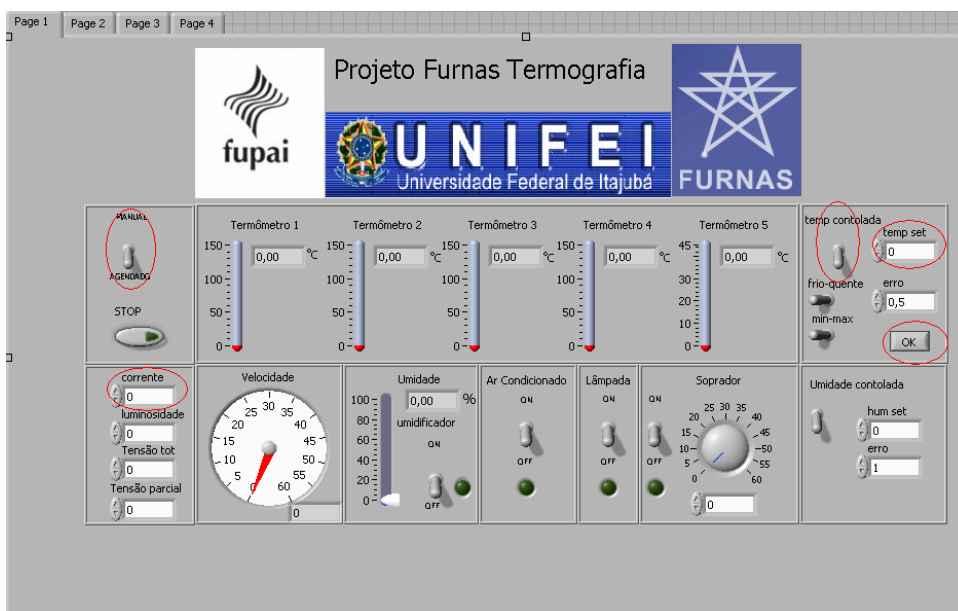 Page 1 Page 2 Page 3 Page 4
Projeto Furnas Termografia
fupai
UNIFEI
Universidade Federal de Itajubá
FURNAS
MANUAL
AGENDADO
STOP
Termômetro 1
150
100
50
0
0,00 °C
Termômetro 2
150
100
50
0
0,00 °C
Termômetro 3
150
100
50
0
0,00 °C
Termômetro 4
150
100
50
0
0,00 °C
Termômetro 5
45
30
20
10
0
0,00 °C
temp contolada
temp set
0
frio-quente
erro
0,5
min-max
OK
corrente
0
luminosidade
0
Tensão tot
0
Tensão parcial
0
Velocidade
0 5 10 15 20 25 30 35 40 45 50 55 60
0
Umidade
100
80
60
40
20
0
0,00 %
umidificador
ON
OFF
Ar Condicionado
ON
OFF
Lâmpada
ON
OFF
Soprador
ON
OFF
0 5 10 15 20 25 30 35 40 45 50 55 60
0
Umidade contolada
hum set
0
erro
1